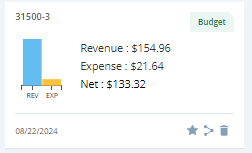 31500-3
Budget
Revenue : $154.96
Expense : $21.64
Net : $133.32
REV EXP
08/22/2024